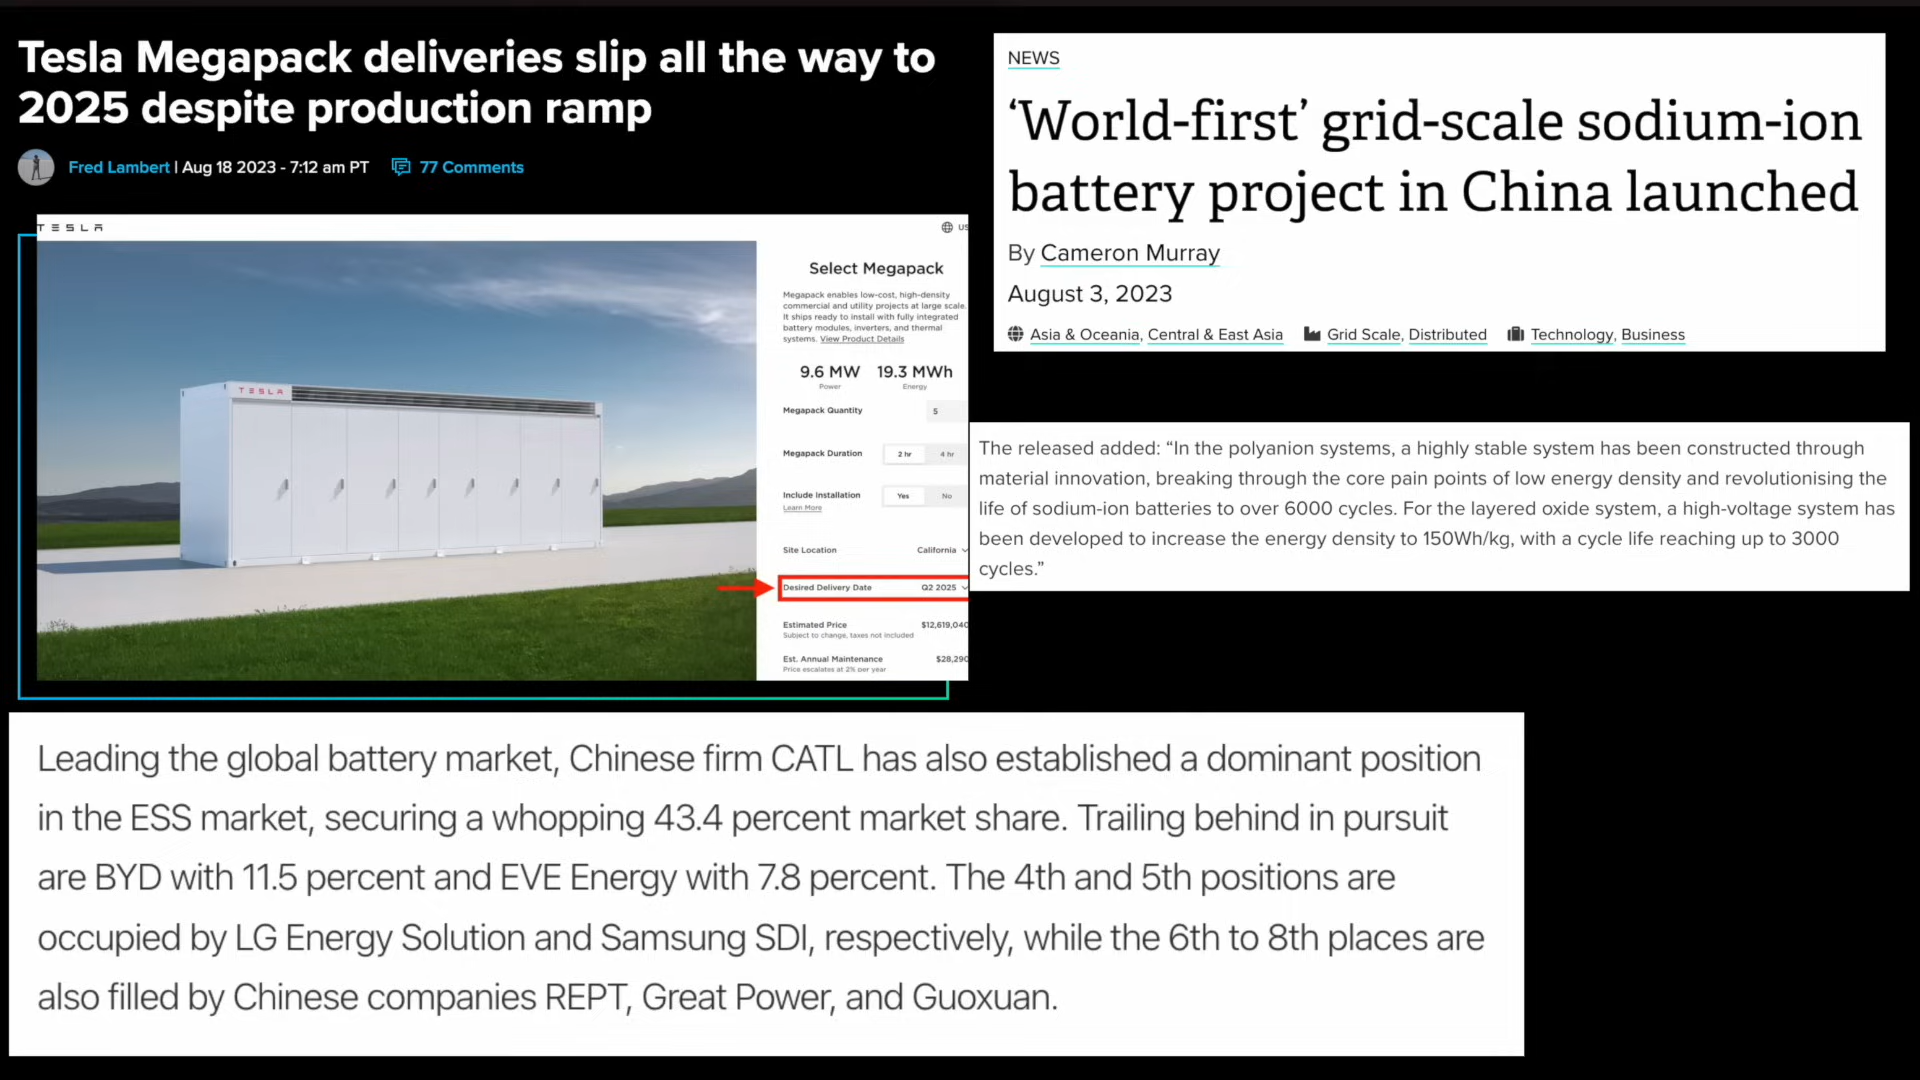 Tesla Megapack deliveries slip all the way to
2025 despite production ramp
Fred Lambert | Aug 18 2023 - 7:12 am PT 77 Comments
TESLA
US
TESLA
Select Megapack
Megapack enables low-cost, high-density
commercial and utility projects at large scale.
It ships ready to install with fully integrated
battery modules, inverters, and thermal
systems. View Product Details
9.6 MW 19.3 MWh
Power Energy
Megapack Quantity 5
Megapack Duration 2 hr 4 hr
Include Installation Yes No
Learn More
Site Location California
Desired Delivery Date Q2 2025
Estimated Price $12,619,040
Subject to change, taxes not included
Est. Annual Maintenance $28,290
Price escalates at 2% per year
NEWS
‘World-first’ grid-scale sodium-ion
battery project in China launched
By Cameron Murray
August 3, 2023
Asia & Oceania, Central & East Asia Grid Scale, Distributed Technology, Business
The released added: “In the polyanion systems, a highly stable system has been constructed through
material innovation, breaking through the core pain points of low energy density and revolutionising the
life of sodium-ion batteries to over 6000 cycles. For the layered oxide system, a high-voltage system has
been developed to increase the energy density to 150Wh/kg, with a cycle life reaching up to 3000
cycles.”
Leading the global battery market, Chinese firm CATL has also established a dominant position
in the ESS market, securing a whopping 43.4 percent market share. Trailing behind in pursuit
are BYD with 11.5 percent and EVE Energy with 7.8 percent. The 4th and 5th positions are
occupied by LG Energy Solution and Samsung SDI, respectively, while the 6th to 8th places are
also filled by Chinese companies REPT, Great Power, and Guoxuan.